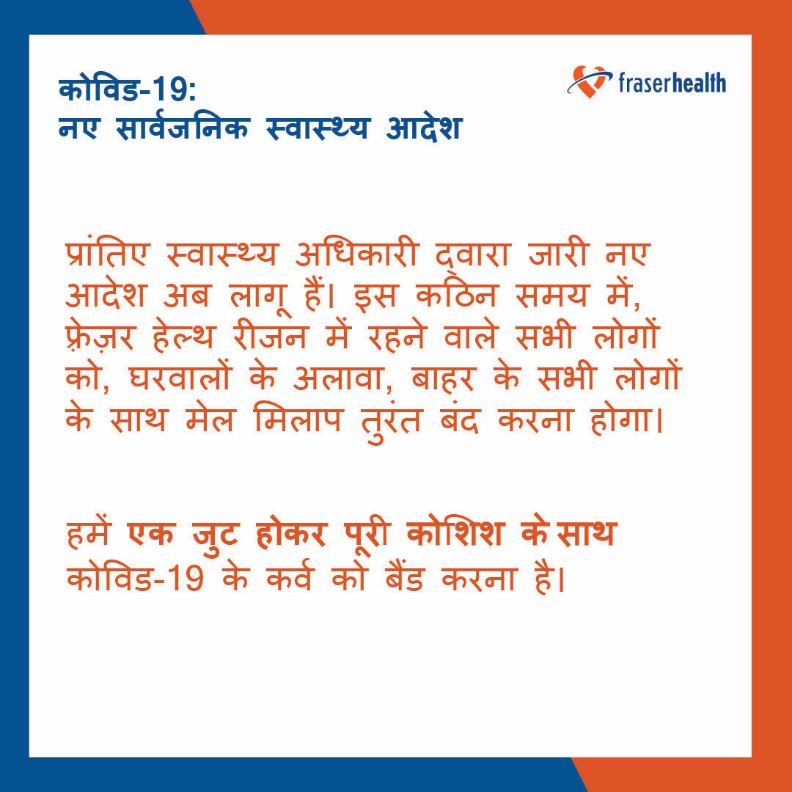 कोविड-19:
नए सार्वजनिक स्वास्थ्य आदेश
fraserhealth
प्रांतिए स्वास्थ्य अधिकारी द्वारा जारी नए
आदेश अब लागू हैं। इस कठिन समय में,
फ़्रेज़र हेल्थ रीजन में रहने वाले सभी लोगों
को, घरवालों के अलावा, बाहर के सभी लोगों
के साथ मेल मिलाप तुरंत बंद करना होगा।
हमें एक जुट होकर पूरी कोशिश के साथ
कोविड-19 के कर्व को बैंड करना है।